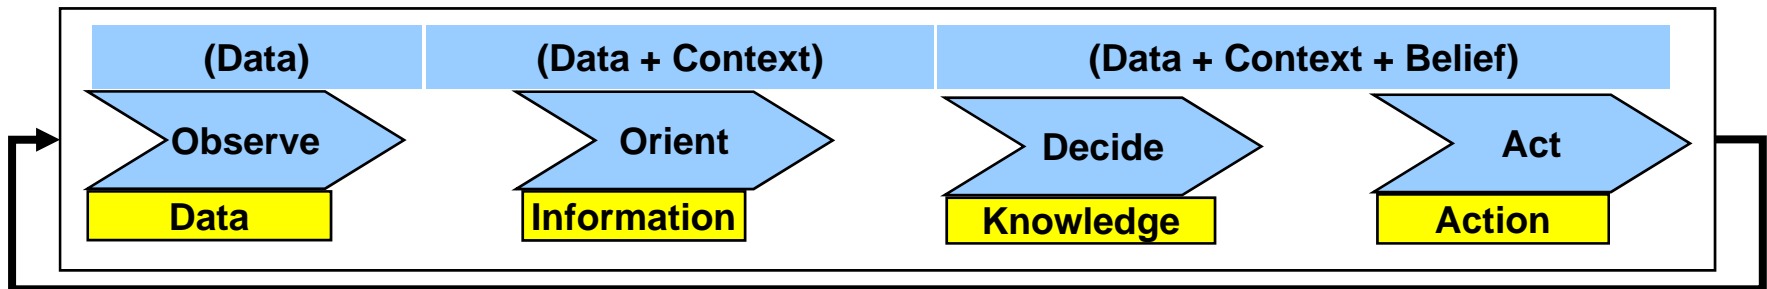 (Data) (Data + Context) (Data + Context + Belief)
Observe Orient Decide Act
Data Information Knowledge Action